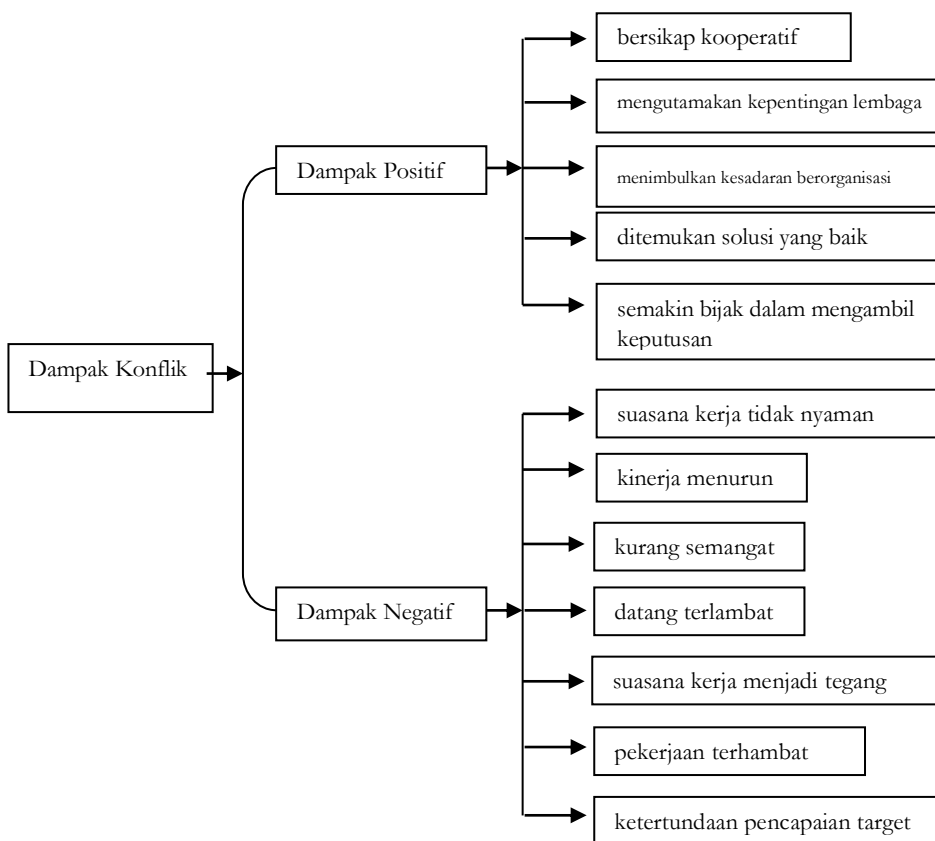 Dampak Konflik
Dampak Positif
bersikap kooperatif
mengutamakan kepentingan lembaga
menimbulkan kesadaran berorganisasi
ditemukan solusi yang baik
semakin bijak dalam mengambil
keputusan
Dampak Negatif
suasana kerja tidak nyaman
kinerja menurun
kurang semangat
datang terlambat
suasana kerja menjadi tegang
pekerjaan terhambat
ketertundaan pencapaian target